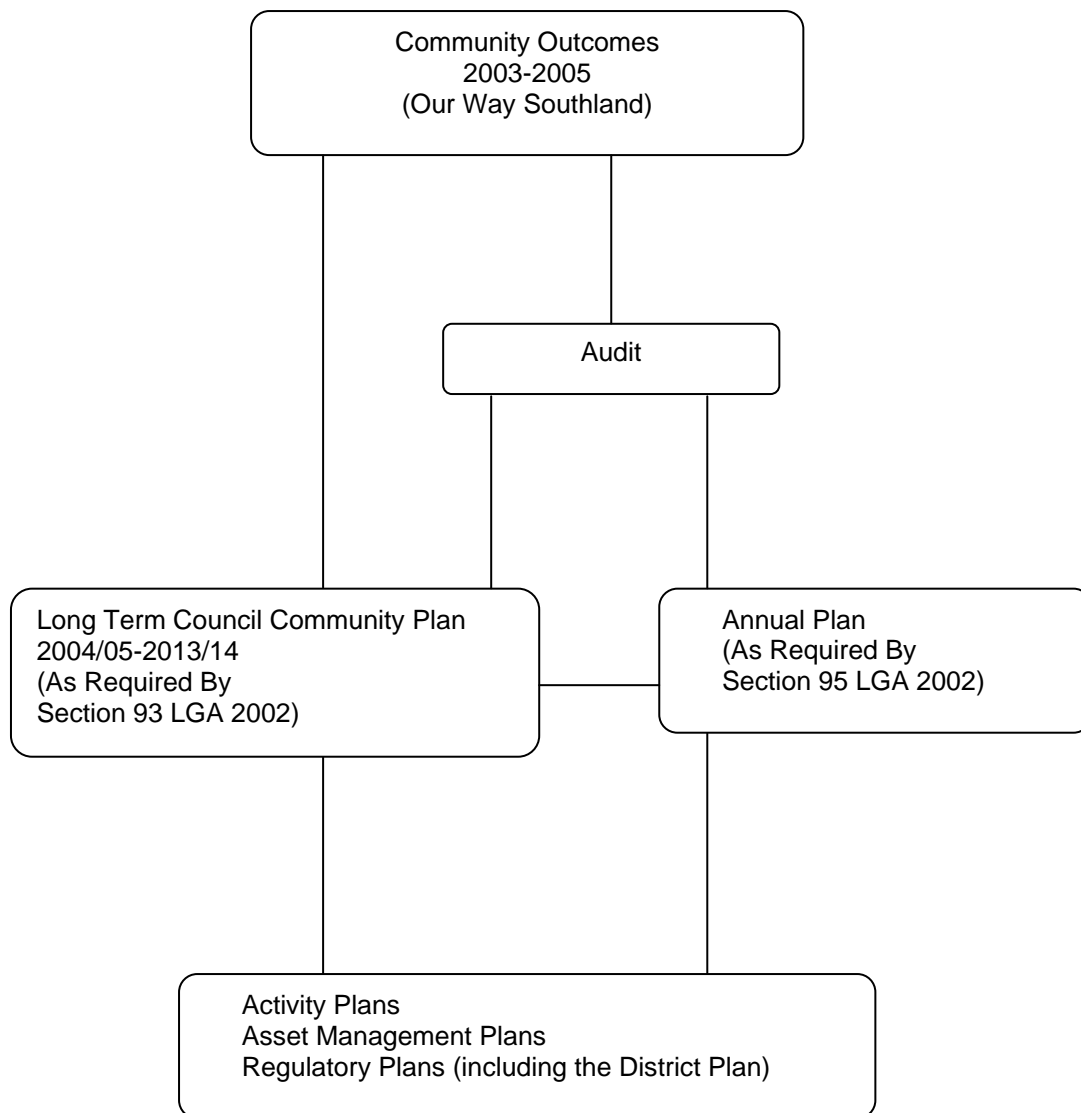 Community Outcomes
2003-2005
(Our Way Southland)
Audit
Long Term Council Community Plan
2004/05-2013/14
(As Required By
Section 93 LGA 2002)
Annual Plan
(As Required By
Section 95 LGA 2002)
Activity Plans
Asset Management Plans
Regulatory Plans (including the District Plan)